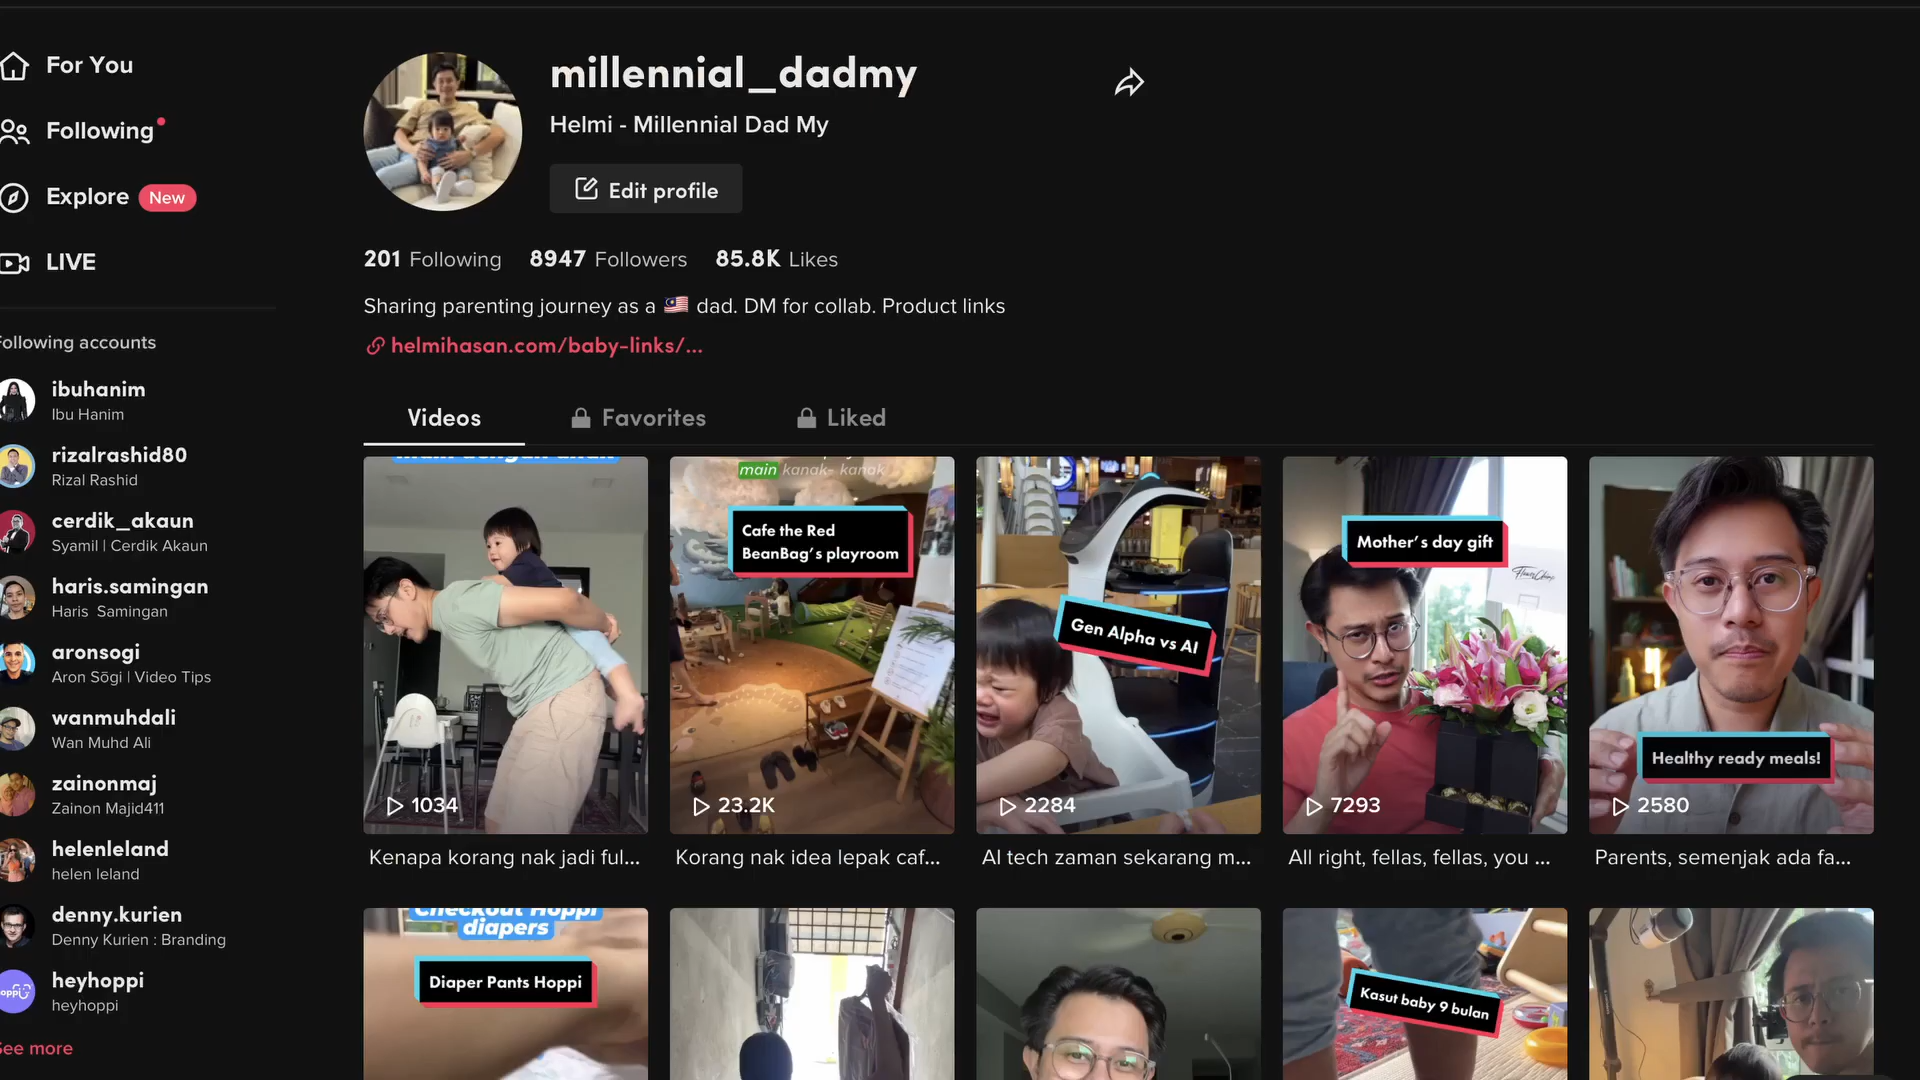 For You
Following
Explore New
LIVE
Following accounts
ibuhanim
Ibu Hanim
rizalrashid80
Rizal Rashid
cerdik_akaun
Syamil | Cerdik Akaun
haris.samingan
Haris Samingan
aronsogi
Aron Sōgi | Video Tips
wanmuhdali
Wan Muhd Ali
zainonmaj
Zainon Majid411
helenleland
helen leland
denny.kurien
Denny Kurien : Branding
heyhoppi
heyhoppi
See more
millennial_dadmy
Helmi - Millennial Dad My
Edit profile
201 Following 8947 Followers 85.8K Likes
Sharing parenting journey as a 🇲🇾 dad. DM for collab. Product links
helmihasan.com/baby-links/...
Videos Favorites Liked
1034
Kenapa korang nak jadi ful...
main kanak- kanak
Cafe the Red
BeanBag's playroom
23.2K
Korang nak idea lepak caf...
Gen Alpha vs AI
2284
AI tech zaman sekarang m...
Mother's day gift
7293
All right, fellas, fellas, you ...
Healthy ready meals!
2580
Parents, semenjak ada fa...
Checkout Hoppi
diapers
Diaper Pants Hoppi
Kasut baby 9 bulan